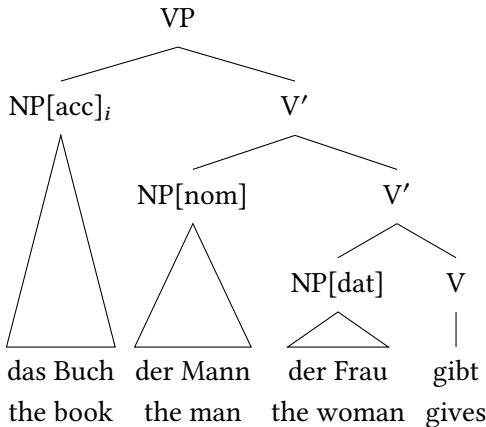 VP
NP[acc]i V′
NP[nom] V′
NP[dat] V
das Buch der Mann der Frau gibt
the book the man the woman gives